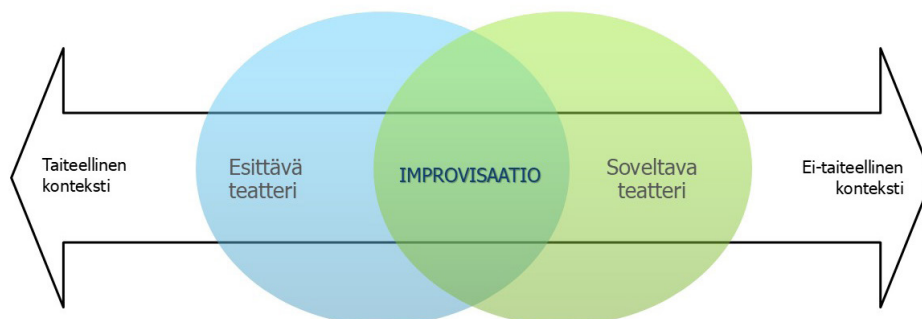 Taiteellinen
konteksti
Esittävä
teatteri
IMPROVISAATIO
Soveltava
teatteri
Ei-taiteellinen
konteksti